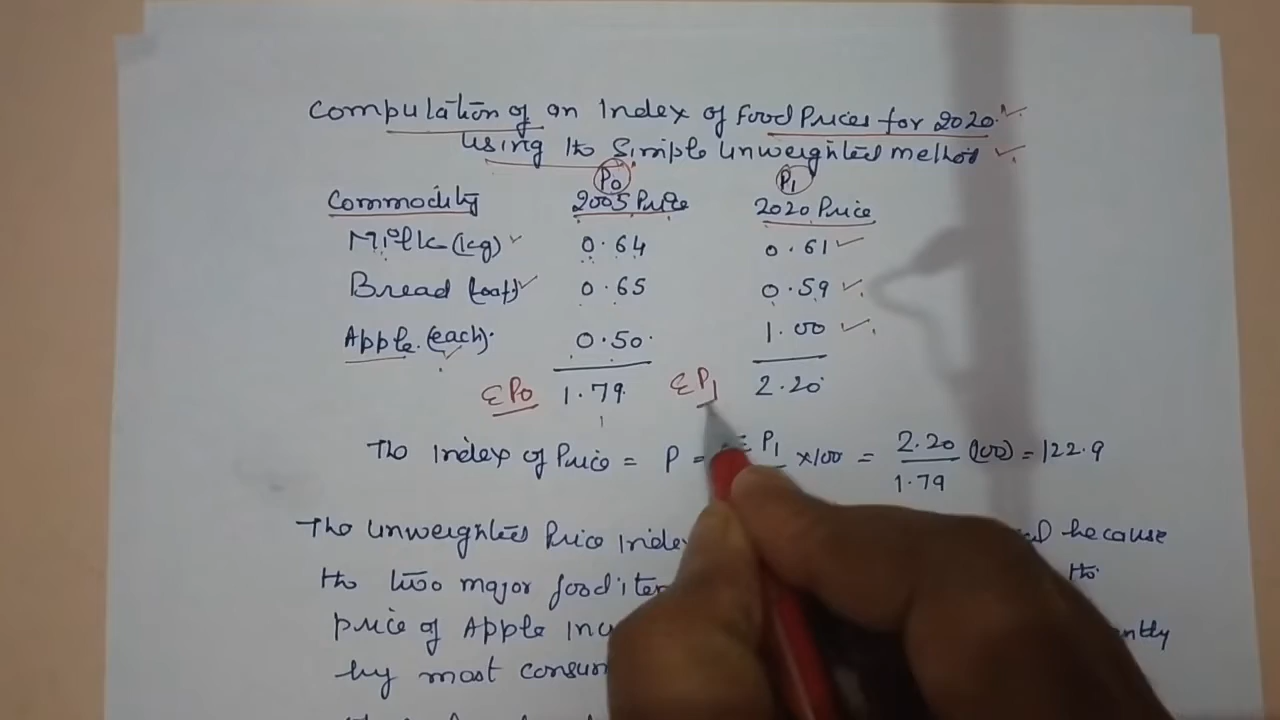 Computation of an Index of Food Prices for 2020.
Using the Simple Unweighted method
P0 P1
Commodity 2005 Price 2020 Price
Milk (kg) 0.64 0.61
Bread (loaf) 0.65 0.59
Apple (each). 0.50 1.00
ΣP0 1.79 ΣP1 2.20
The Index of Price = P = P1 ×100 = 2.20/1.79 (100) = 122.9
The Unweighted Price Index because
the two major food the
price of Apple
by most